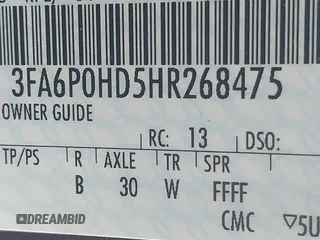 3FA6P0HD5HR268475
OWNER GUIDE
RC: 13 DSO:
TP/PS R AXLE TR SPR
B 30 W FFFF
CMC ▽5U
DREAMBID